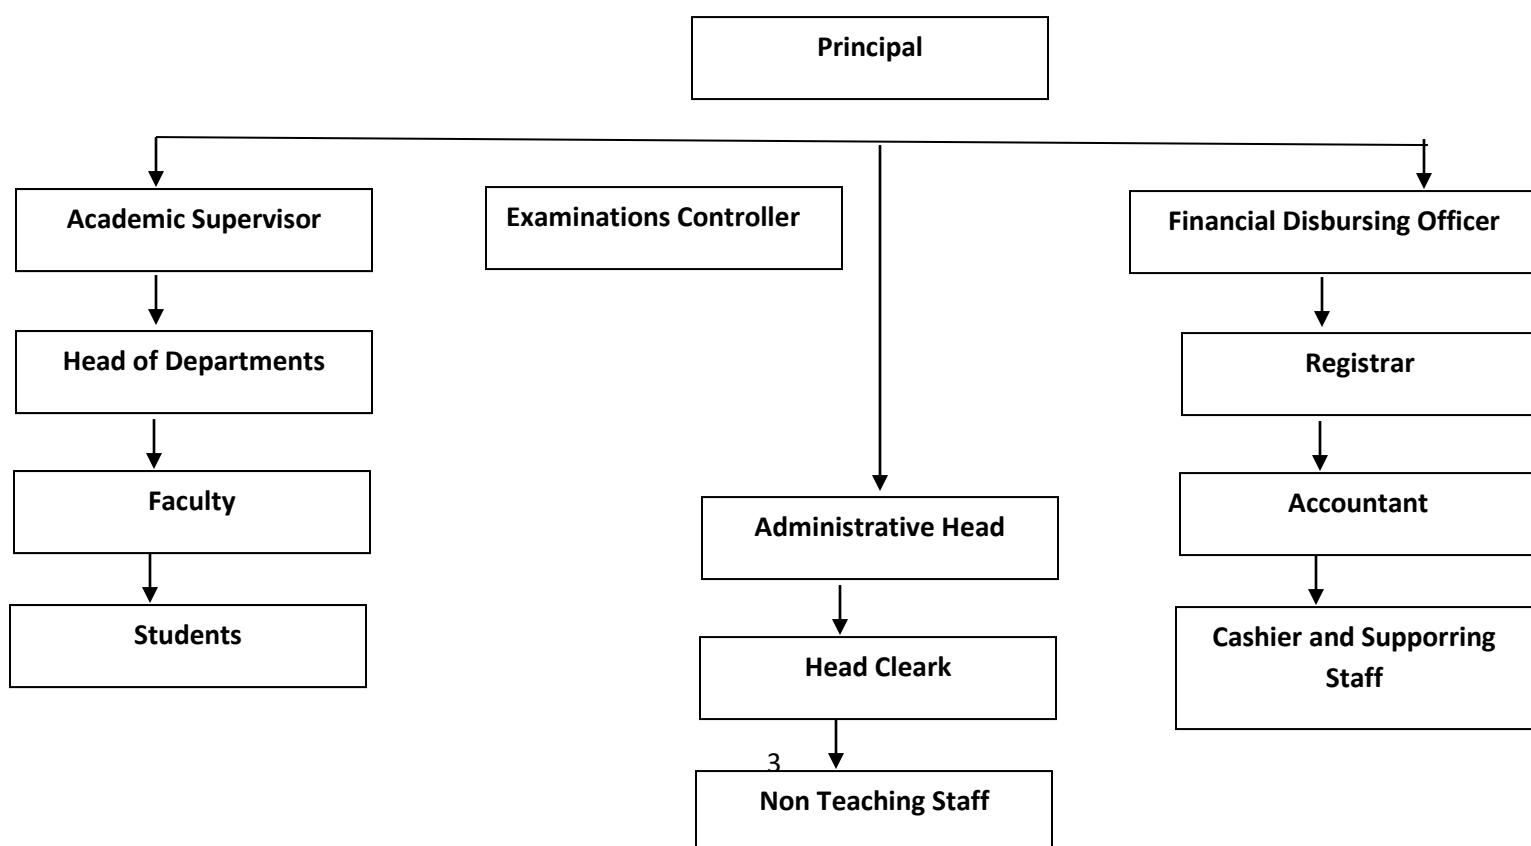 Principal
Academic Supervisor
Examinations Controller
Financial Disbursing Officer
Head of Departments
Registrar
Faculty
Administrative Head
Accountant
Students
Head Cleark
Cashier and Supporring
Staff
3
Non Teaching Staff